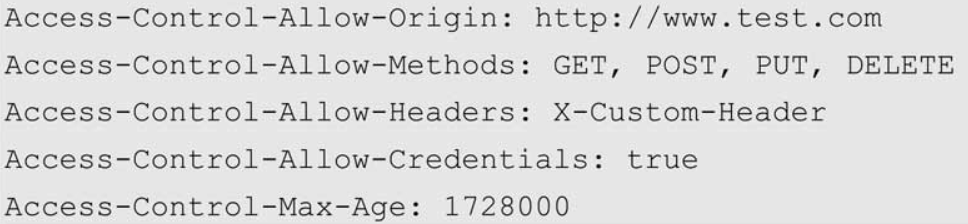 Access-Control-Allow-Origin: http://www.test.com
Access-Control-Allow-Methods: GET, POST, PUT, DELETE
Access-Control-Allow-Headers: X-Custom-Header
Access-Control-Allow-Credentials: true
Access-Control-Max-Age: 1728000